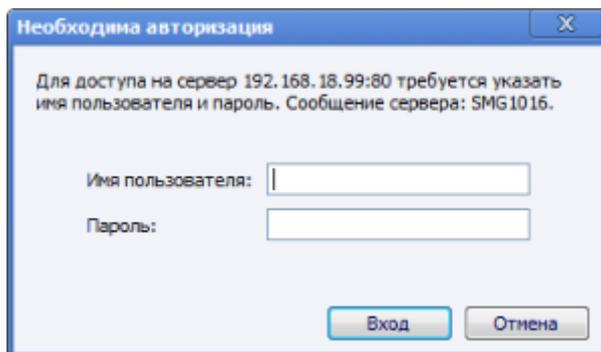 Необходима авторизация
X
Для доступа на сервер 192.168.18.99:80 требуется указать
имя пользователя и пароль. Сообщение сервера: SMG1016.
Имя пользователя:
Пароль:
Вход Отмена